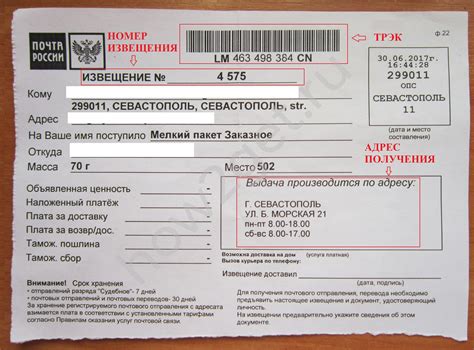 ПОЧТА РОССИИ
НОМЕР ИЗВЕЩЕНИЯ
ТРЭК
ф.22
LM 463 498 384 CN
ИЗВЕЩЕНИЕ № 4 575
30.06.2017г.
16:44:28
299011
ОПС
СЕВАСТОПОЛЬ
11
(дата и место составления)
Кому
299011, СЕВАСТОПОЛЬ, СЕВАСТОПОЛЬ, str.
Адрес
На Ваше имя поступило Мелкий пакет Заказное
Откуда
АДРЕС ПОЛУЧЕНИЯ
Масса 70 г
Место 502
Объявленная ценность
Наложенный платёж
Плата за доставку
Плата за возвр/дос.
Тамож. пошлина
Тамож. сбор
Выдача производится по адресу:
Г. СЕВАСТОПОЛЬ
УЛ. Б. МОРСКАЯ 21
пн-пт 8.00-18.00
сб-вс 8.00-17.00
Возможна доставка на дом (услуга платная)
Вызов курьера по телефону:
Извещение доставил
(дата, подпись)
Внимание! Срок хранения
• отправлений разряда "Судебное"- 7 дней
• почтовых отправлений и почтовых переводов- 30 дней
За хранение регистрируемого почтового отправления с адресата
взимается плата в соответствии с установленными тарифами
согласно Правилам оказания услуг почтовой связи.
Для получения почтового отправления, перевода необходимо
предъявить настоящее извещение и документ, удостоверяющий
личность.
На извещении предварительно укажите сведения об этом
документе.
now2get.ru